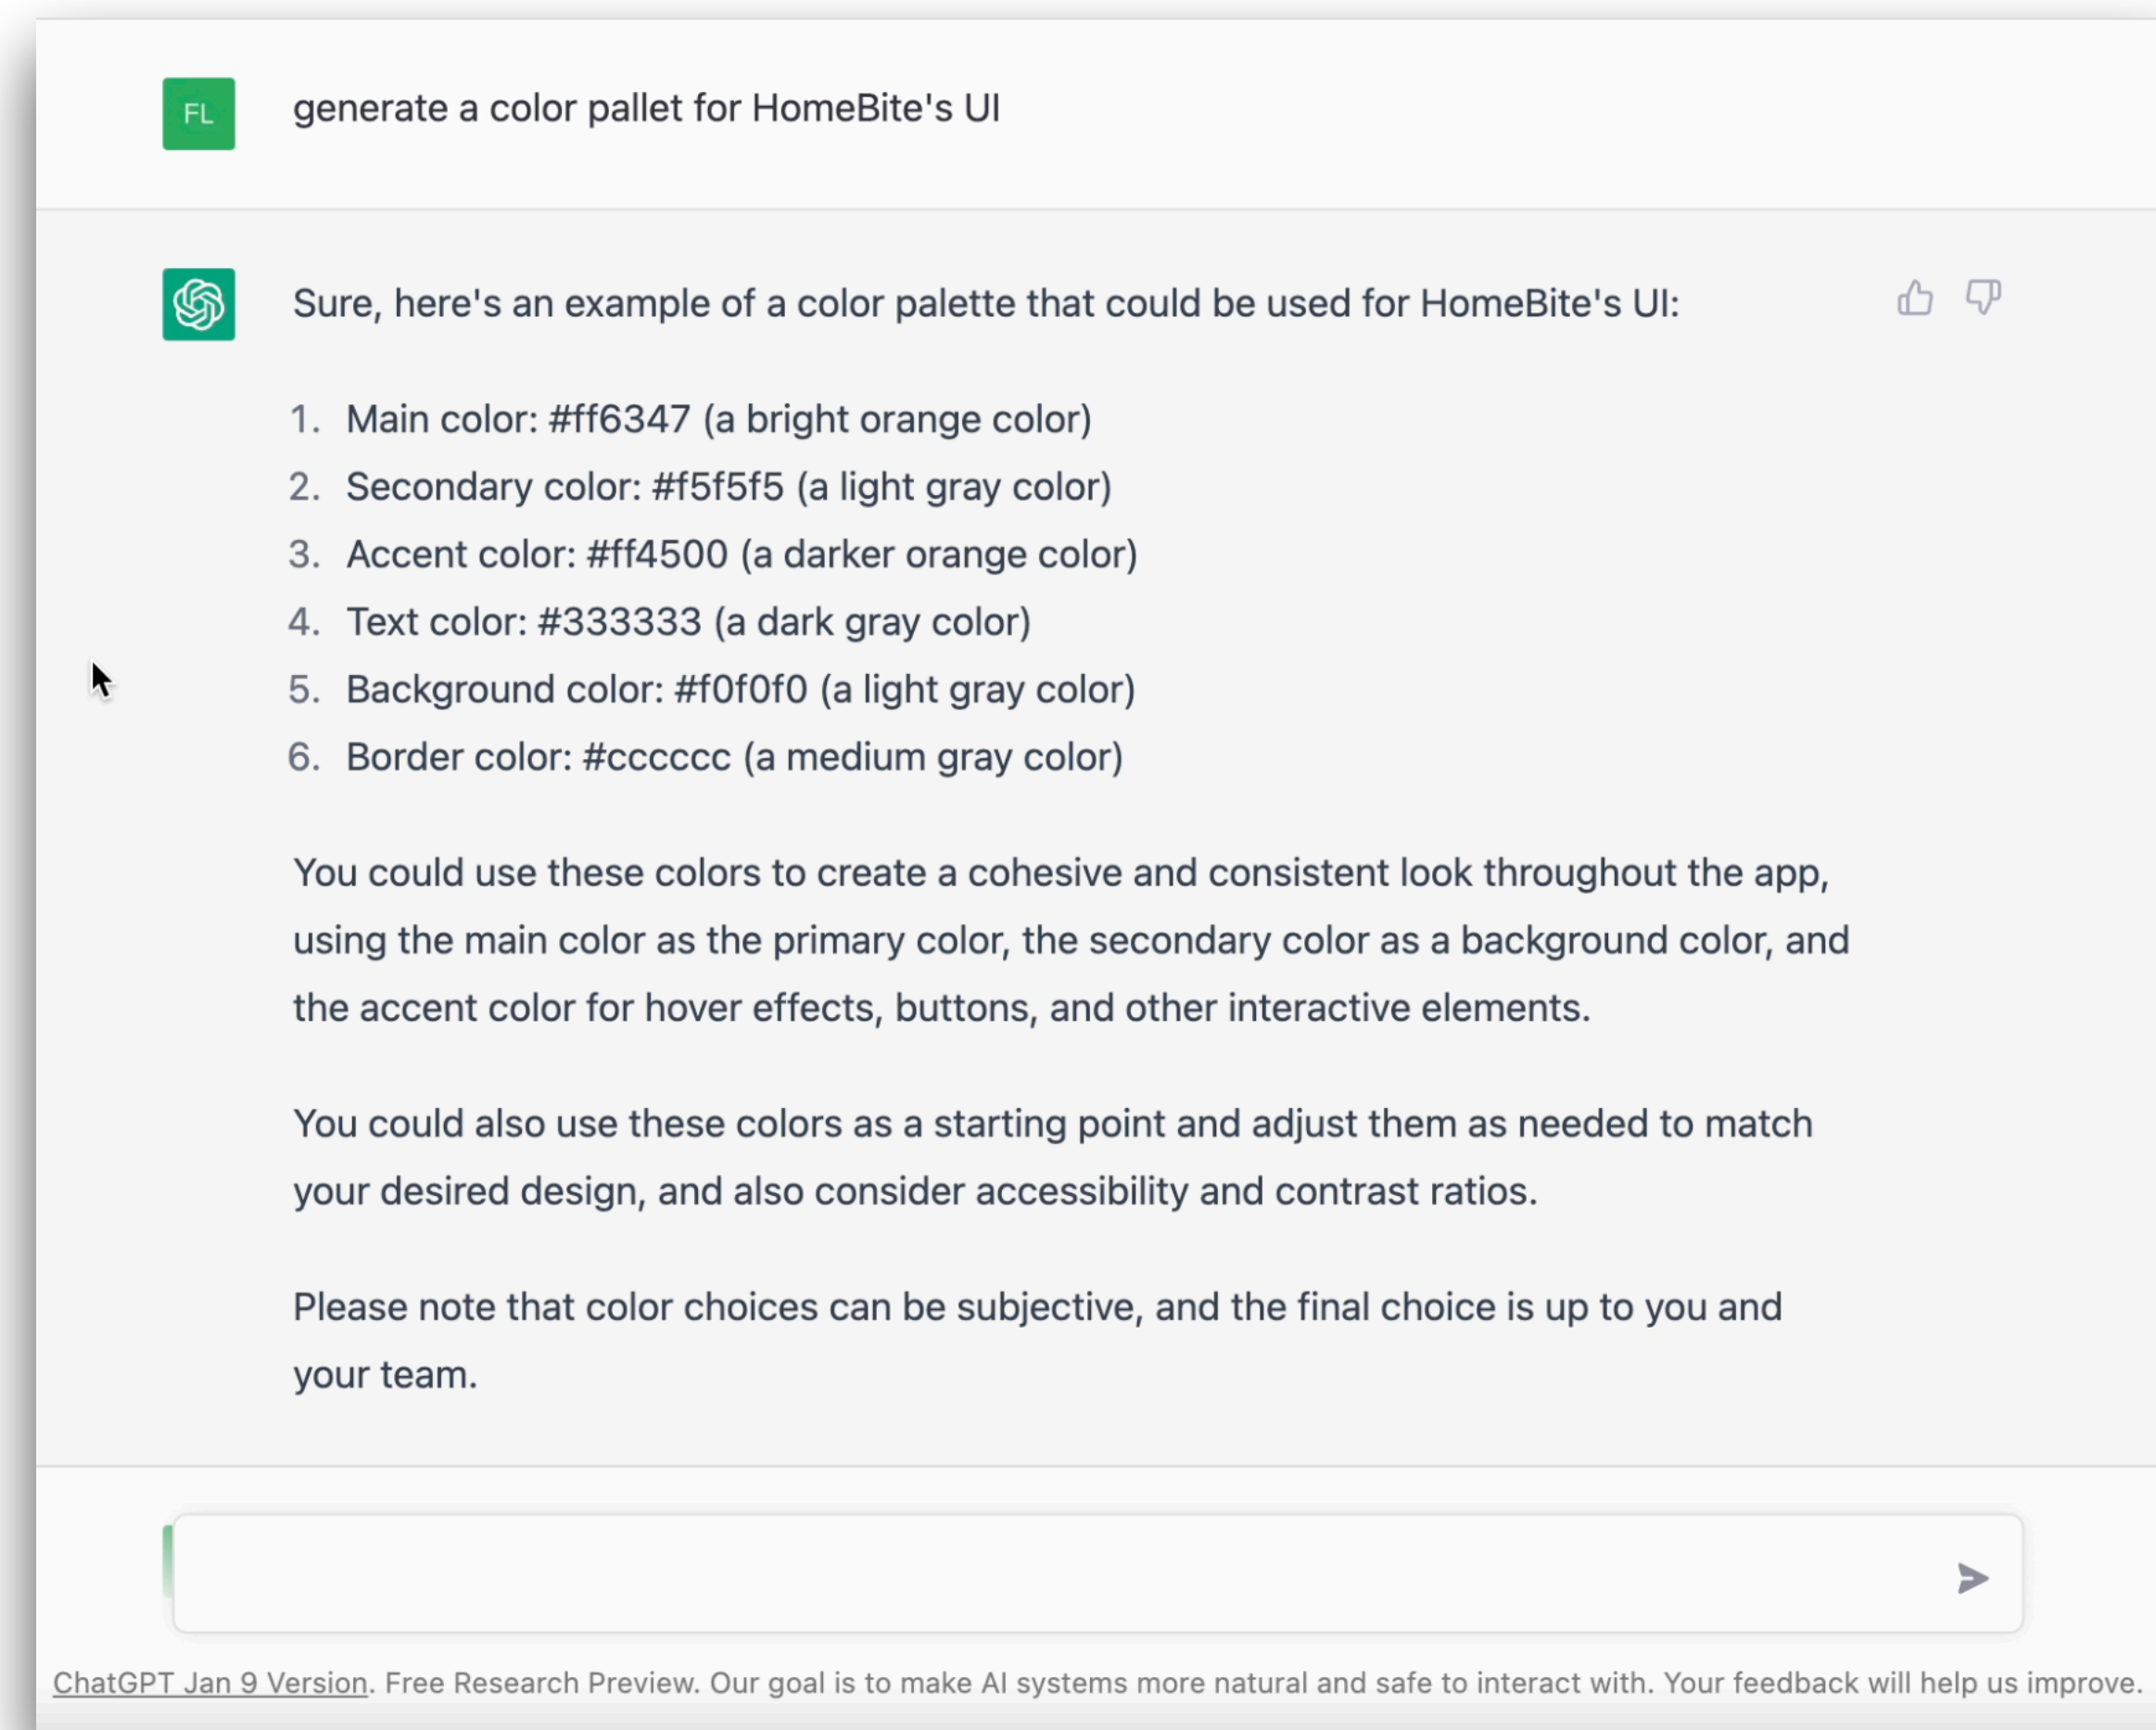 FL
generate a color pallet for HomeBite's UI
Sure, here's an example of a color palette that could be used for HomeBite's UI:
1. Main color: #ff6347 (a bright orange color)
2. Secondary color: #f5f5f5 (a light gray color)
3. Accent color: #ff4500 (a darker orange color)
4. Text color: #333333 (a dark gray color)
5. Background color: #f0f0f0 (a light gray color)
6. Border color: #cccccc (a medium gray color)
You could use these colors to create a cohesive and consistent look throughout the app,
using the main color as the primary color, the secondary color as a background color, and
the accent color for hover effects, buttons, and other interactive elements.
You could also use these colors as a starting point and adjust them as needed to match
your desired design, and also consider accessibility and contrast ratios.
Please note that color choices can be subjective, and the final choice is up to you and
your team.
ChatGPT Jan 9 Version. Free Research Preview. Our goal is to make AI systems more natural and safe to interact with. Your feedback will help us improve.